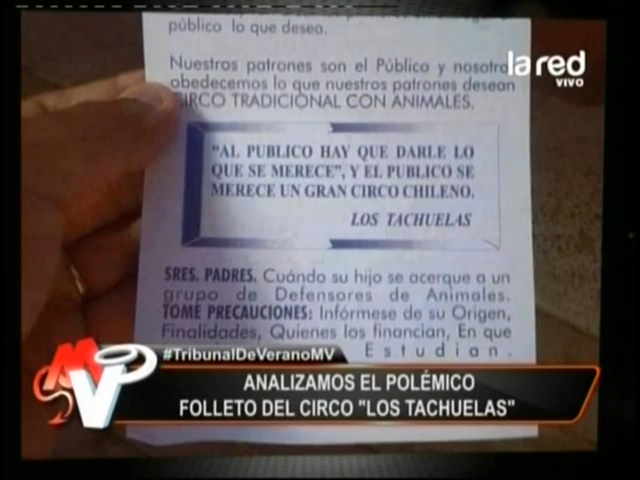 público lo que desea.
Nuestros patrones son el Público y nosotros
obedecemos lo que nuestros patrones desean
CIRCO TRADICIONAL CON ANIMALES.
la red
VIVO
"AL PUBLICO HAY QUE DARLE LO
QUE SE MERECE", Y EL PUBLICO SE
MERECE UN GRAN CIRCO CHILENO.
LOS TACHUELAS
SRES. PADRES. Cuándo su hijo se acerque a un
grupo de Defensores de Animales.
TOME PRECAUCIONES: Infórmese de su Origen,
Finalidades, Quienes los financian, En que
Estudian.
MV
#TribunalDeVeranoMV
ANALIZAMOS EL POLÉMICO
FOLLETO DEL CIRCO "LOS TACHUELAS"